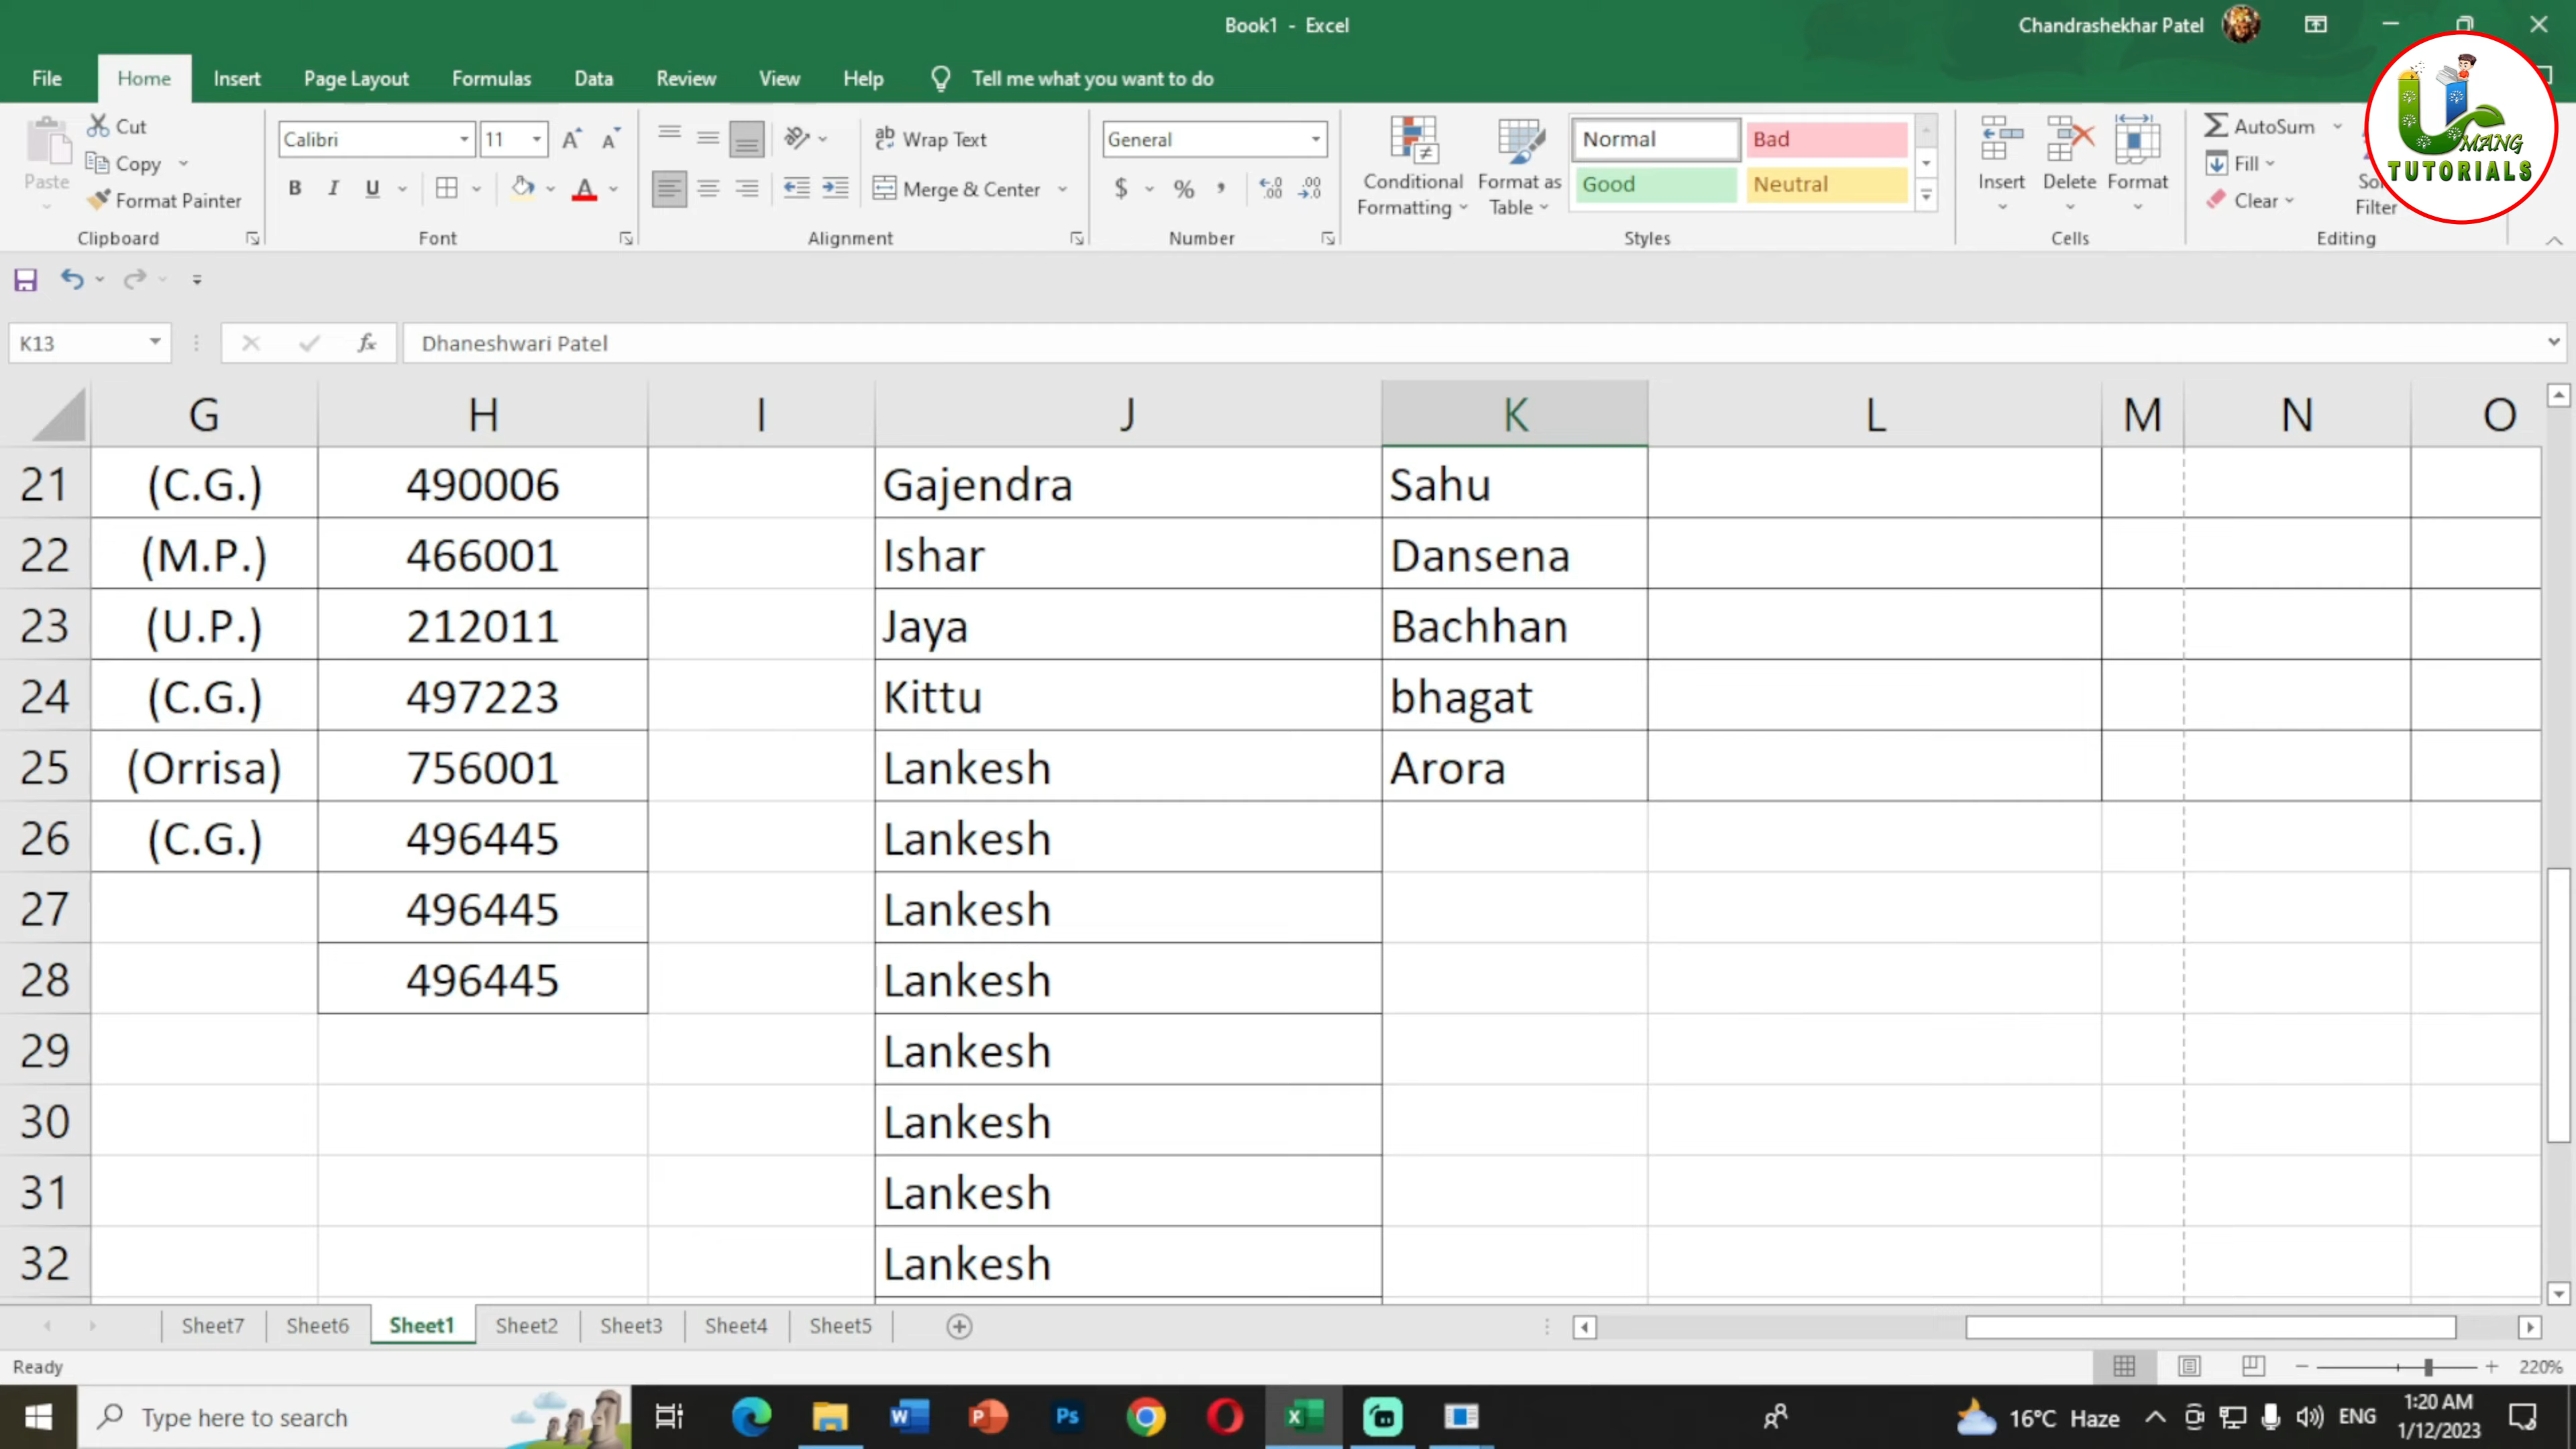 Book1 - Excel
Chandrashekhar Patel
File Home Insert Page Layout Formulas Data Review View Help Tell me what you want to do
MANG
TUTORIALS
Paste
Cut
Copy
Format Painter
Clipboard
Calibri 11
B I U
Font
Wrap Text
Merge & Center
Alignment
General
$ % ,
Number
Conditional Formatting
Format as Table
Normal Bad
Good Neutral
Styles
Insert Delete Format
Cells
AutoSum
Fill
Clear
Filter
Editing
K13 fx Dhaneshwari Patel
G H I J K L M N O
21 (C.G.) 490006 Gajendra Sahu
22 (M.P.) 466001 Ishar Dansena
23 (U.P.) 212011 Jaya Bachhan
24 (C.G.) 497223 Kittu bhagat
25 (Orrisa) 756001 Lankesh Arora
26 (C.G.) 496445 Lankesh
27 496445 Lankesh
28 496445 Lankesh
29 Lankesh
30 Lankesh
31 Lankesh
32 Lankesh
Sheet7 Sheet6 Sheet1 Sheet2 Sheet3 Sheet4 Sheet5
Ready 220%
Type here to search
16°C Haze ENG
1:20 AM
1/12/2023